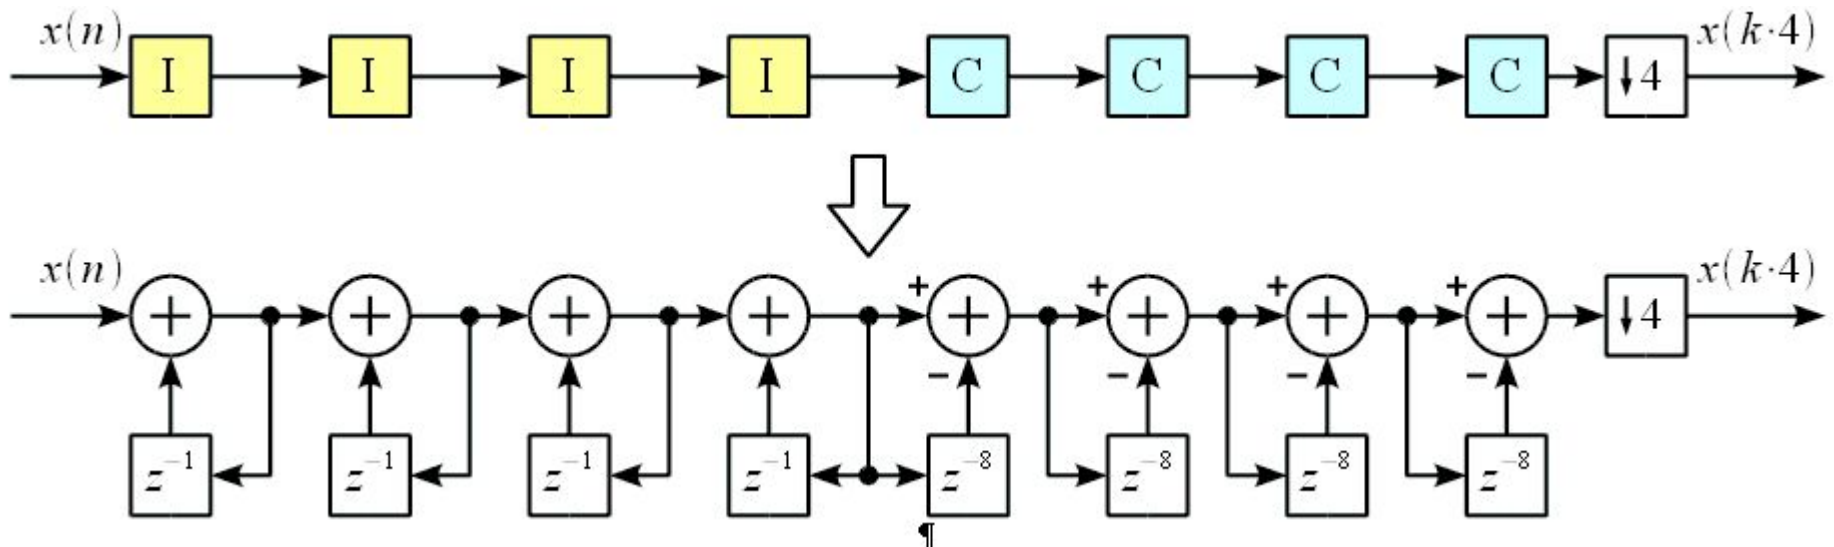 x(n) I I I I C C C C ↓4 x(k·4)
x(n) + + + + + + + + + + + + ↓4 x(k·4)
− − − −
z⁻¹ z⁻¹ z⁻¹ z⁻¹ z⁻⁸ z⁻⁸ z⁻⁸ z⁻⁸
¶